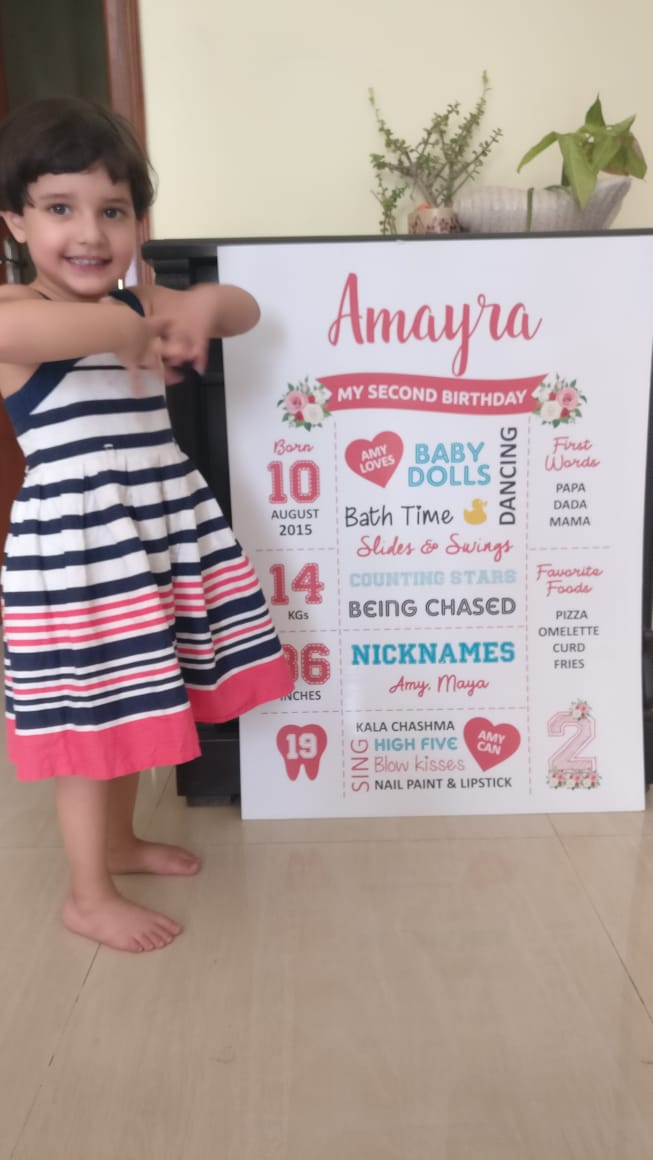 Amayra
MY SECOND BIRTHDAY
Born
10
AUGUST
2015
14
KGs
6
INCHES
19
AMY
LOVES
BABY
DOLLS
DANCING
Bath Time
Slides & Swings
COUNTING STARS
BEING CHASED
NICKNAMES
Amy, Maya
SING
KALA CHASHMA
HIGH FIVE
Blow kisses
NAIL PAINT & LIPSTICK
AMY
CAN
First
Words
PAPA
DADA
MAMA
Favorite
Foods
PIZZA
OMELETTE
CURD
FRIES
2